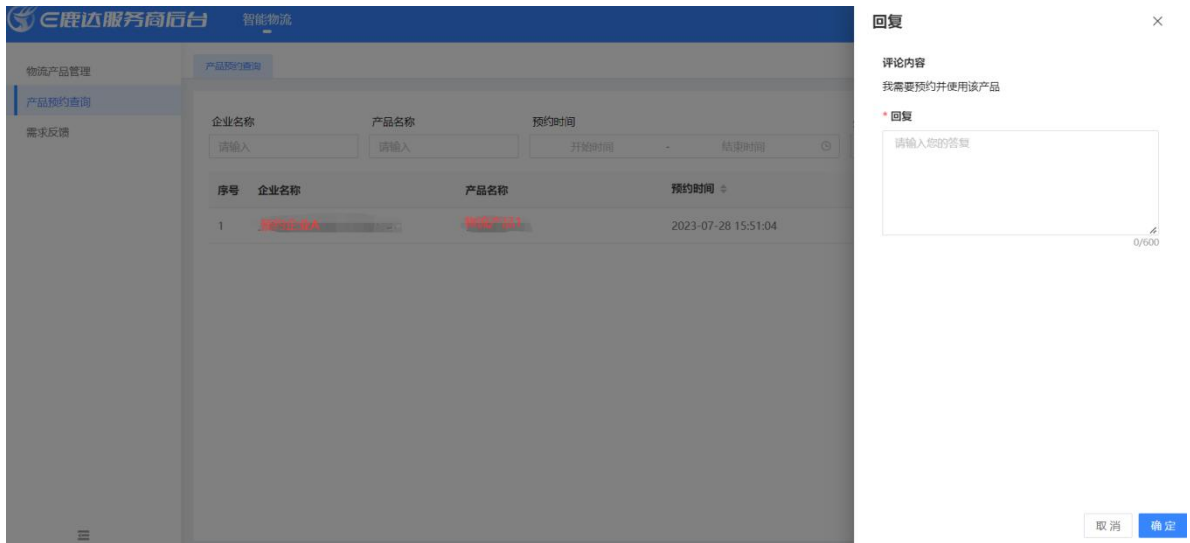 E鹿达服务商后台
智能物流
物流产品管理
产品预约查询
需求反馈
产品预约查询
企业名称 产品名称 预约时间
请输入 请输入 开始时间 - 结束时间
序号 企业名称 产品名称 预约时间
1 2023-07-28 15:51:04
回复
评论内容
我需要预约并使用该产品
* 回复
请输入您的答复
0/600
取消 确定